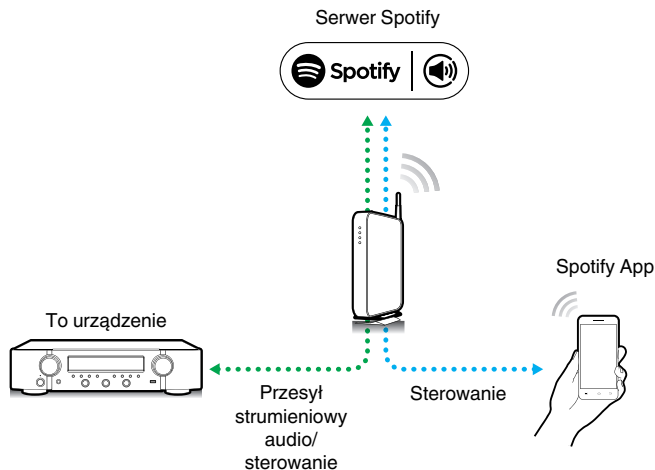 Serwer Spotify
Spotify
Spotify App
To urządzenie
Przesył
strumieniowy
audio/
sterowanie
Sterowanie